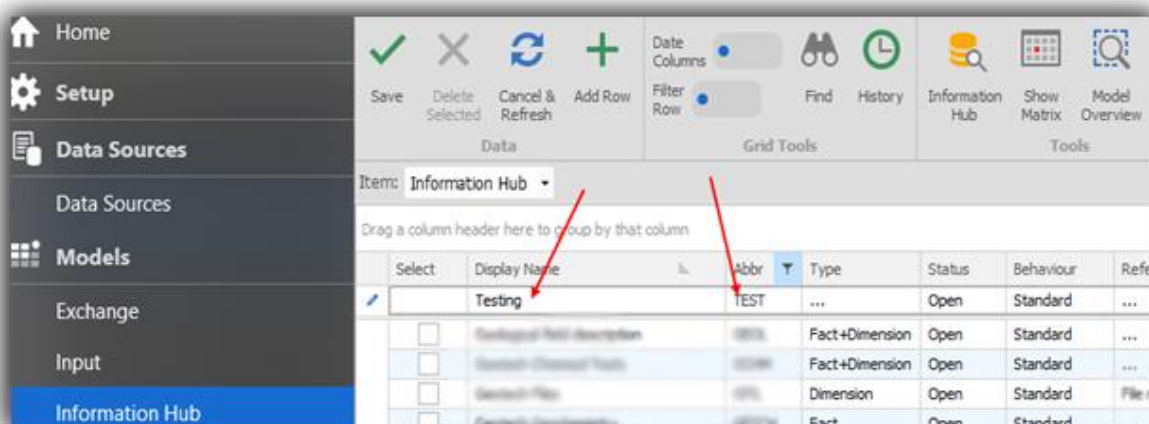 Home
Setup
Data Sources
Data Sources
Models
Exchange
Input
Information Hub
Save
Delete Selected
Cancel & Refresh
Add Row
Data
Date Columns
Filter Row
Find
History
Grid Tools
Information Hub
Show Matrix
Model Overview
Tools
Item: Information Hub
Drag a column header here to group by that column
Select Display Name Abbr Type Status Behaviour Refe
Testing TEST ... Open Standard ...
Fact+Dimension Open Standard ...
Fact+Dimension Open Standard ...
Dimension Open Standard File
Fact Open Standard